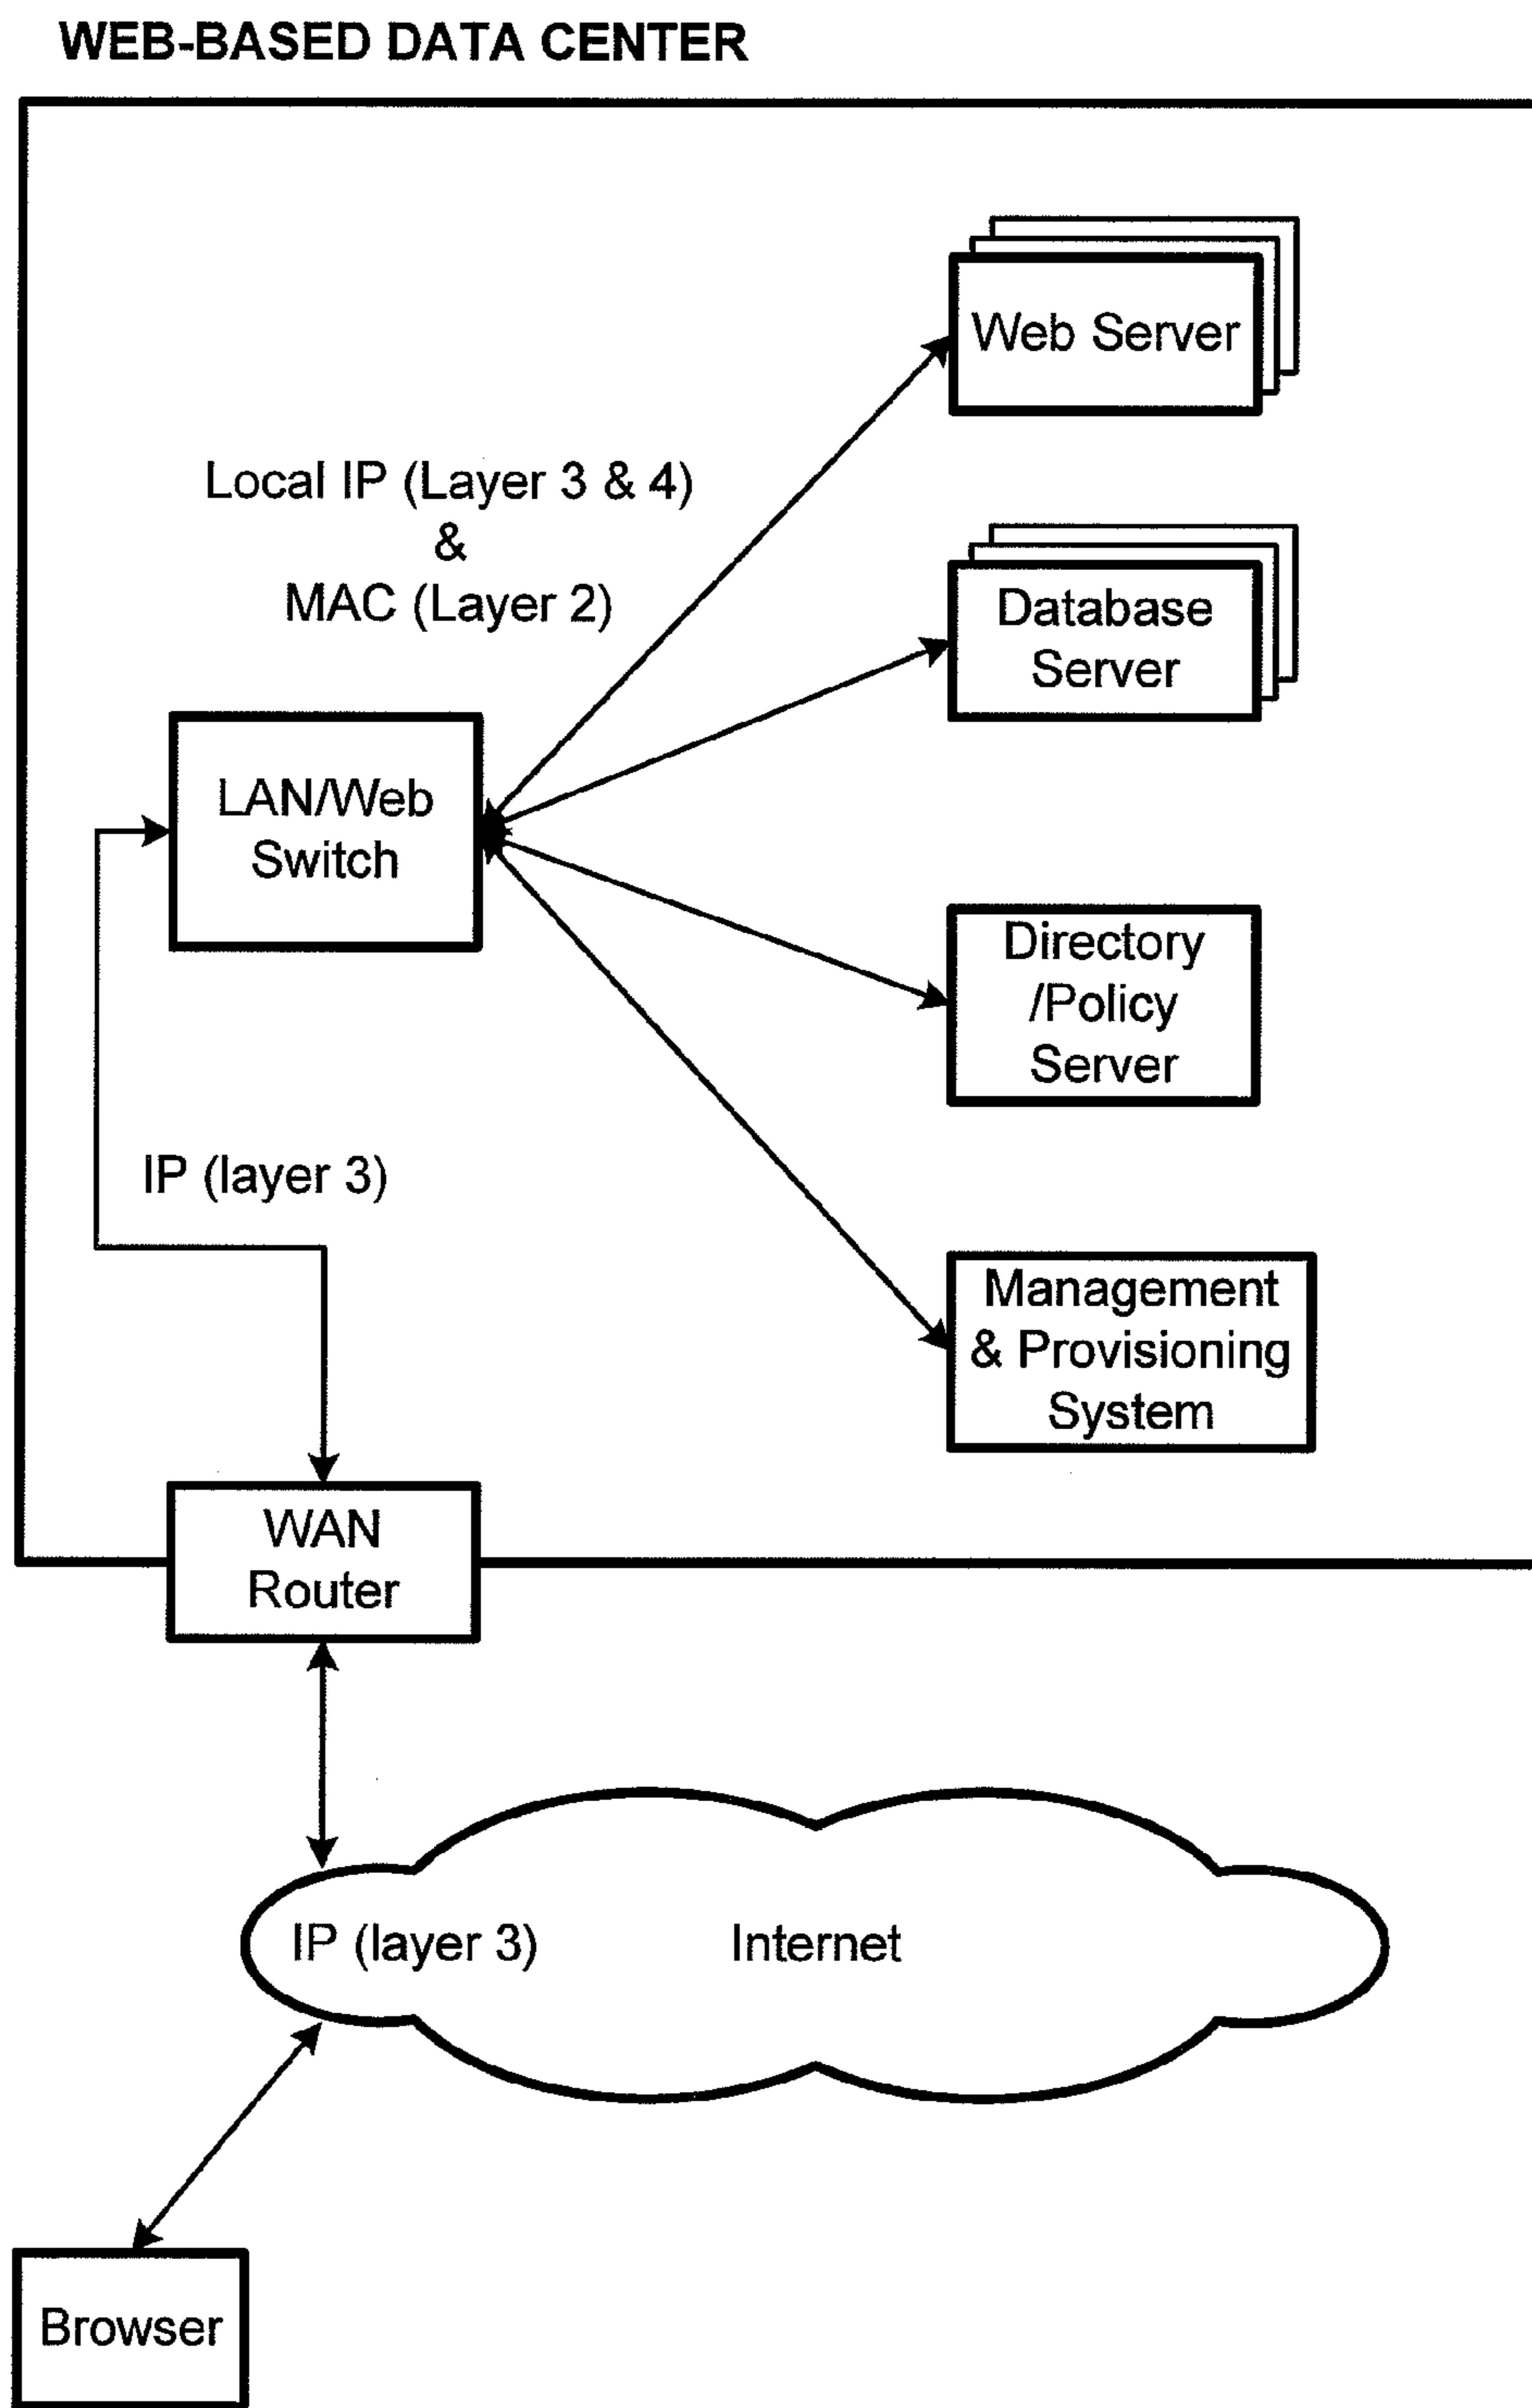 WEB-BASED DATA CENTER
Web Server
Local IP (Layer 3 & 4)
&
MAC (Layer 2)
Database
Server
LAN/Web
Switch
Directory
/Policy
Server
IP (layer 3)
Management
& Provisioning
System
WAN
Router
IP (layer 3)
Internet
Browser